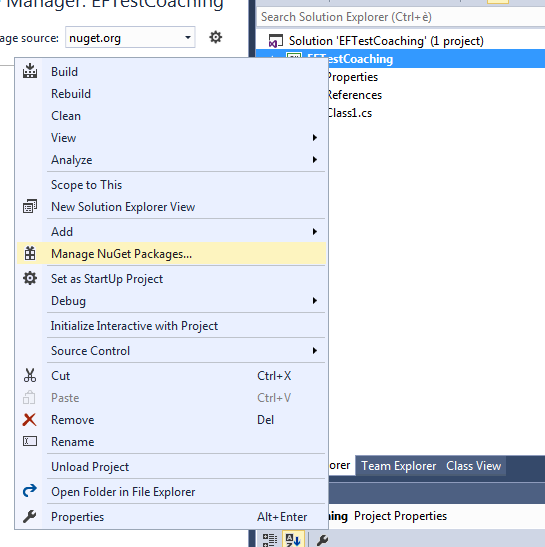 Manager: EFTestCoaching
age source: nuget.org
Search Solution Explorer (Ctrl+è)
Solution 'EFTestCoaching' (1 project)
EFTestCoaching
Properties
References
Class1.cs
Build
Rebuild
Clean
View
Analyze
Scope to This
New Solution Explorer View
Add
Manage NuGet Packages...
Set as StartUp Project
Debug
Initialize Interactive with Project
Source Control
Cut Ctrl+X
Paste Ctrl+V
Remove Del
Rename
Unload Project
Open Folder in File Explorer
Properties Alt+Enter
orer Team Explorer Class View
hing Project Properties